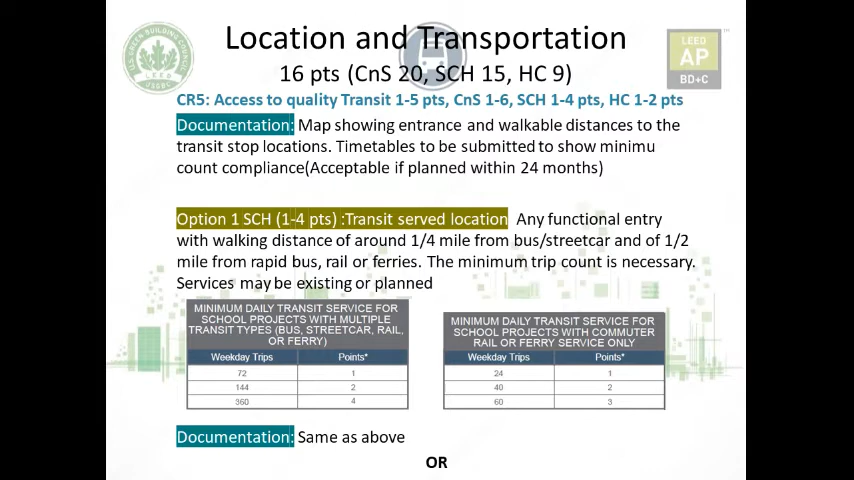 Location and Transportation
16 pts (CnS 20, SCH 15, HC 9)
LEED
AP
BD+C
CR5: Access to quality Transit 1-5 pts, CnS 1-6, SCH 1-4 pts, HC 1-2 pts
Documentation: Map showing entrance and walkable distances to the
transit stop locations. Timetables to be submitted to show minimu
count compliance(Acceptable if planned within 24 months)
Option 1 SCH (1-4 pts) :Transit served location Any functional entry
with walking distance of around 1/4 mile from bus/streetcar and of 1/2
mile from rapid bus, rail or ferries. The minimum trip count is necessary.
Services may be existing or planned
MINIMUM DAILY TRANSIT SERVICE FOR
SCHOOL PROJECTS WITH MULTIPLE
TRANSIT TYPES (BUS, STREETCAR, RAIL,
OR FERRY)
Weekday Trips Points*
72 1
144 2
360 4
MINIMUM DAILY TRANSIT SERVICE FOR
SCHOOL PROJECTS WITH COMMUTER
RAIL OR FERRY SERVICE ONLY
Weekday Trips Points*
24 1
40 2
60 3
Documentation: Same as above
OR